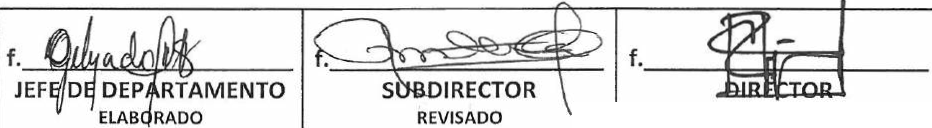 f. f. f.
JEFE DE DEPARTAMENTO SUBDIRECTOR DIRECTOR
ELABORADO REVISADO